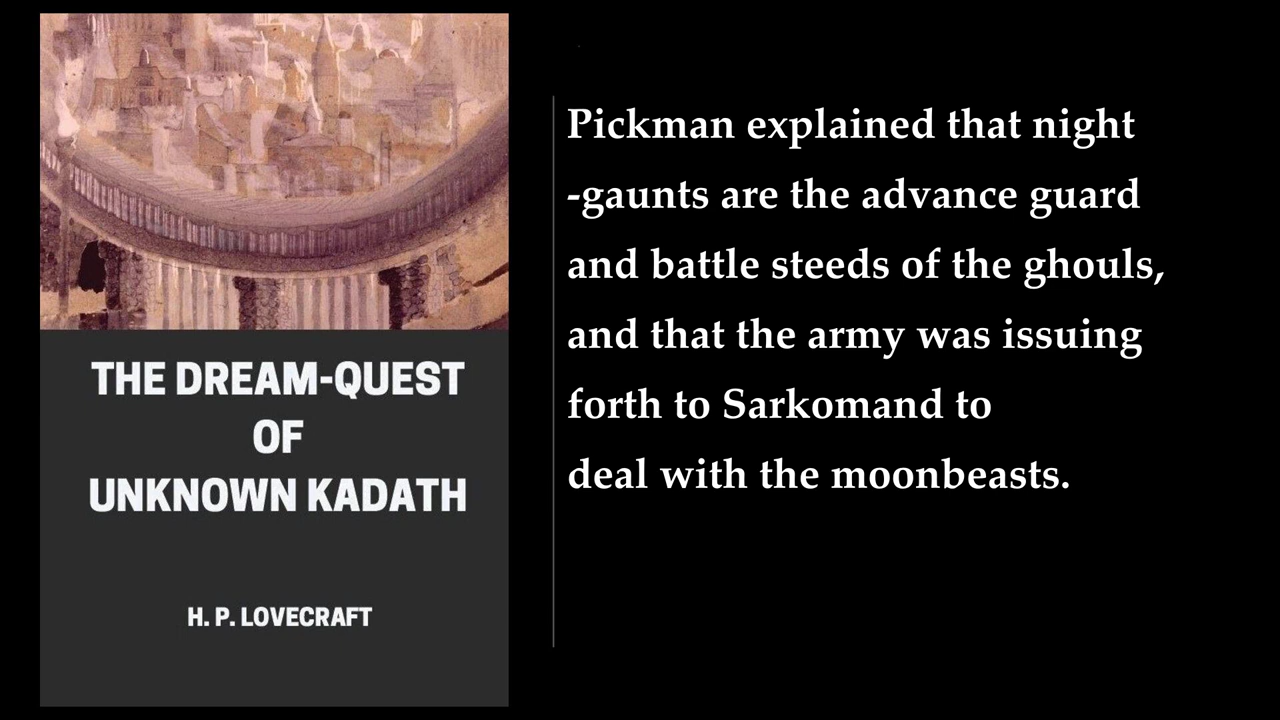 THE DREAM-QUEST
OF
UNKNOWN KADATH
H. P. LOVECRAFT
Pickman explained that night
-gaunts are the advance guard
and battle steeds of the ghouls,
and that the army was issuing
forth to Sarkomand to
deal with the moonbeasts.